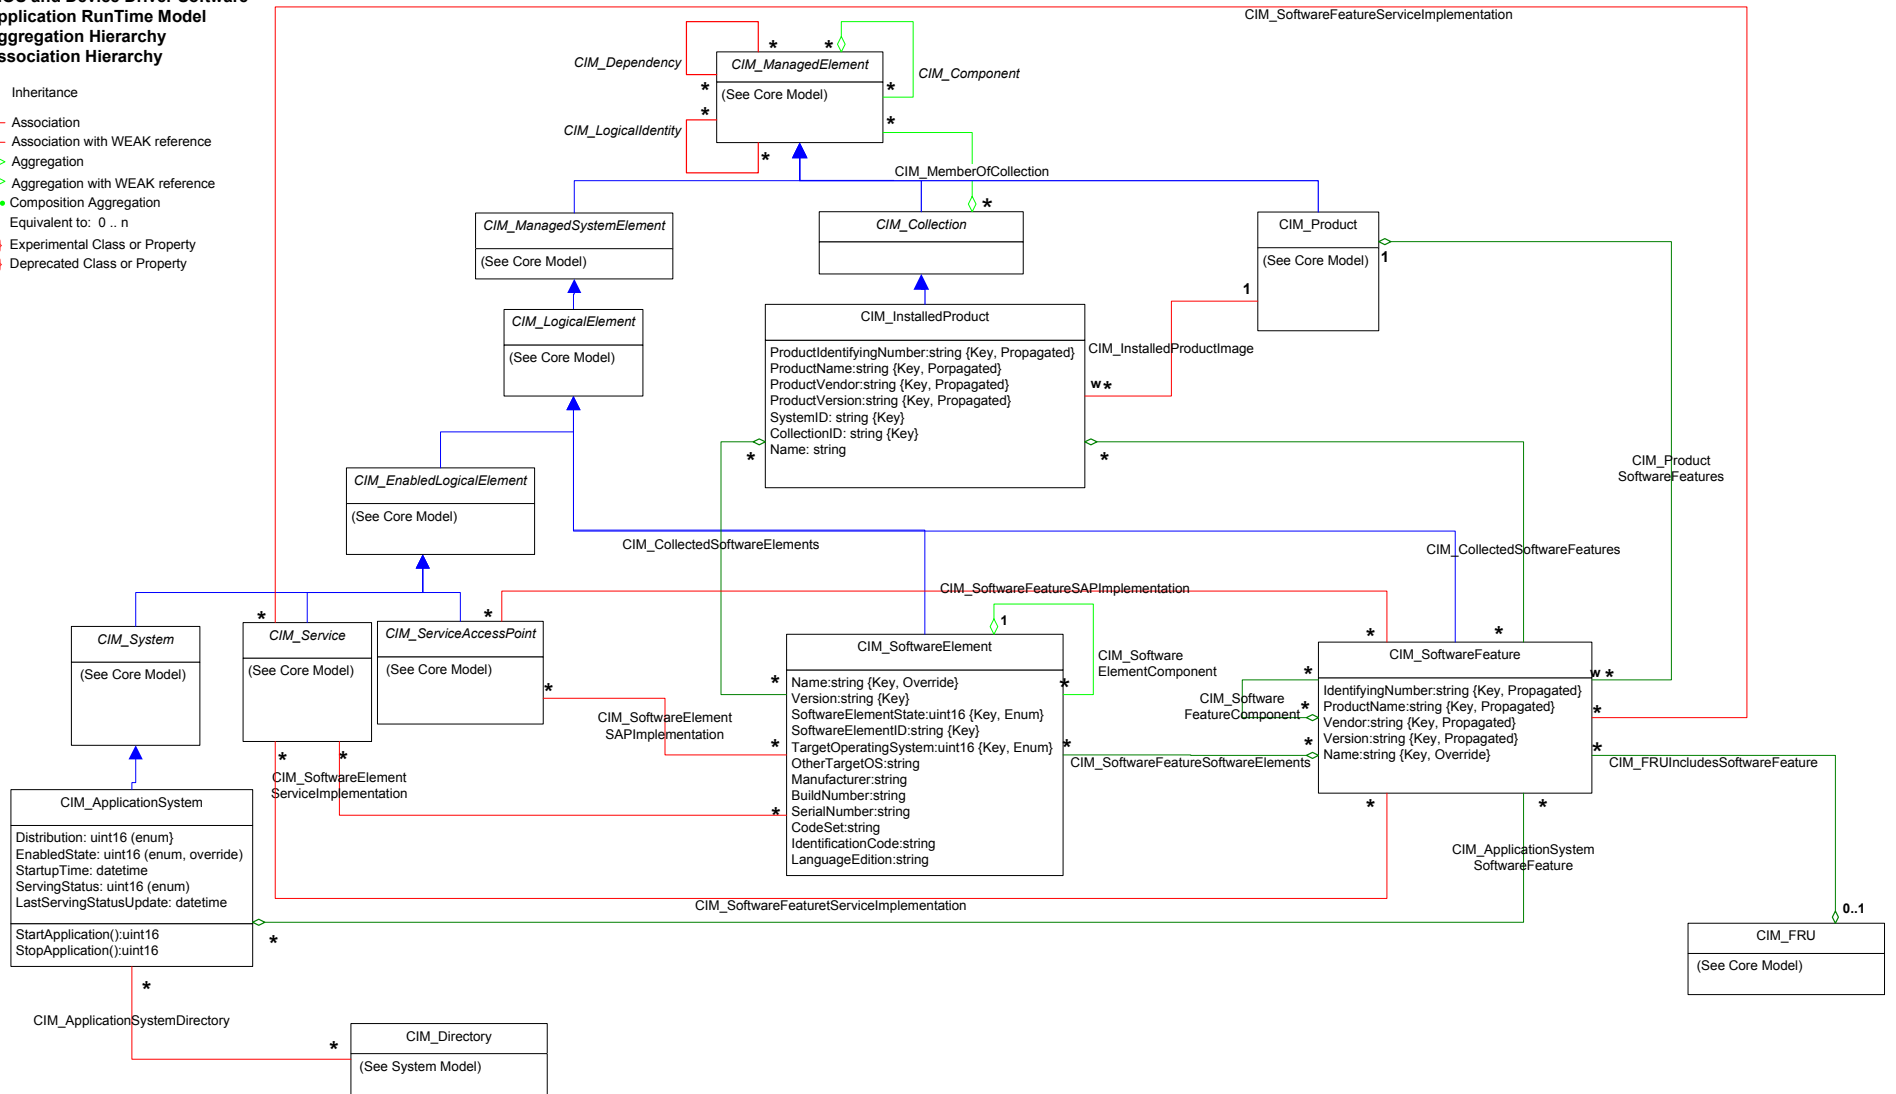 Application RunTime Model
Aggregation Hierarchy
Association Hierarchy
Inheritance
Association
Association with WEAK reference
Aggregation
Aggregation with WEAK reference
Composition Aggregation
Equivalent to: 0 .. n
Experimental Class or Property
Deprecated Class or Property
CIM_SoftwareFeatureServiceImplementation
CIM_Dependency
* *
CIM_ManagedElement
(See Core Model)
CIM_Component
* *
* *
CIM_LogicalIdentity
*
CIM_MemberOfCollection
*
CIM_ManagedSystemElement
(See Core Model)
CIM_Collection
CIM_Product
(See Core Model)
1
1
CIM_LogicalElement
(See Core Model)
CIM_InstalledProduct
ProductIdentifyingNumber:string {Key, Propagated}
ProductName:string {Key, Porpagated}
ProductVendor:string {Key, Propagated}
ProductVersion:string {Key, Propagated}
SystemID: string {Key}
CollectionID: string {Key}
Name: string
CIM_InstalledProductImage
w *
* *
CIM_Product
SoftwareFeatures
CIM_EnabledLogicalElement
(See Core Model)
CIM_CollectedSoftwareElements
CIM_CollectedSoftwareFeatures
CIM_SoftwareFeatureSAPImplementation
* *
CIM_System
(See Core Model)
CIM_Service
(See Core Model)
CIM_ServiceAccessPoint
(See Core Model)
*
CIM_SoftwareElement
SAPImplementation
CIM_SoftwareElement
Name:string {Key, Override}
Version:string {Key}
SoftwareElementState:uint16 {Key, Enum}
SoftwareElementID:string {Key}
TargetOperatingSystem:uint16 {Key, Enum}
OtherTargetOS:string
Manufacturer:string
BuildNumber:string
SerialNumber:string
CodeSet:string
IdentificationCode:string
LanguageEdition:string
1
CIM_Software
ElementComponent
* * * * *
CIM_Software
FeatureComponent
* * *
CIM_SoftwareFeatureSoftwareElements
* *
CIM_SoftwareFeature
IdentifyingNumber:string {Key, Propagated}
ProductName:string {Key, Propagated}
Vendor:string {Key, Propagated}
Version:string {Key, Propagated}
Name:string {Key, Override}
w *
*
*
CIM_FRUIncludesSoftwareFeature
* *
CIM_ApplicationSystem
SoftwareFeature
* *
CIM_SoftwareElement
ServiceImplementation
CIM_ApplicationSystem
Distribution: uint16 (enum}
EnabledState: uint16 (enum, override)
StartupTime: datetime
ServingStatus: uint16 (enum)
LastServingStatusUpdate: datetime
StartApplication():uint16
StopApplication():uint16
*
CIM_SoftwareFeaturetServiceImplementation
0..1
CIM_FRU
(See Core Model)
*
CIM_ApplicationSystemDirectory
*
CIM_Directory
(See System Model)